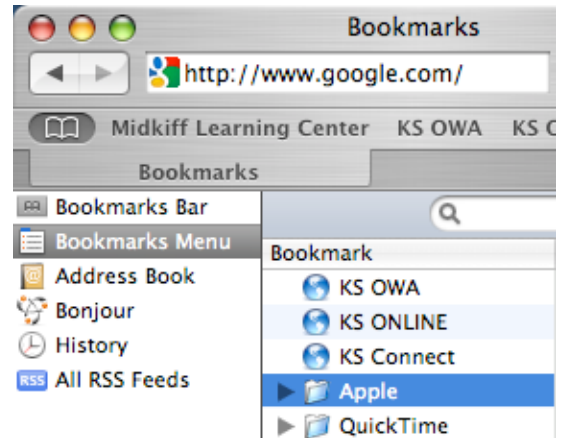 Bookmarks
http://www.google.com/
Midkiff Learning Center KS OWA KS
Bookmarks
Bookmarks Bar
Bookmarks Menu
Address Book
Bonjour
History
RSS All RSS Feeds
Bookmark
KS OWA
KS ONLINE
KS Connect
Apple
QuickTime